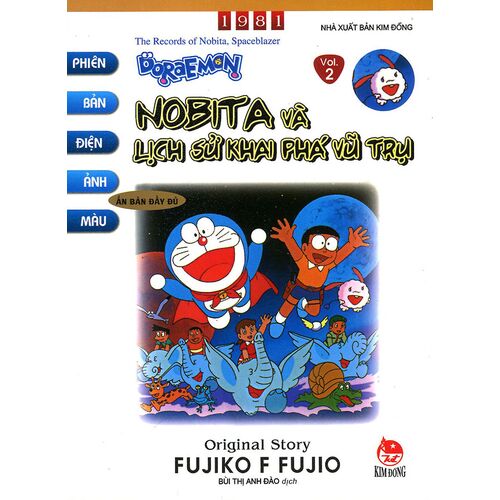 1981
NHÀ XUẤT BẢN KIM ĐỒNG
The Records of Nobita, Spaceblazer
DORAEMON
Vol. 2
NOBITA VÀ
LỊCH SỬ KHAI PHÁ VŨ TRỤ
PHIÊN
BẢN
ĐIỆN
ẢNH
MÀU
ẤN BẢN ĐẦY ĐỦ
Original Story
FUJIKO F FUJIO
BÙI THỊ ANH ĐÀO dịch
KIM ĐỒNG